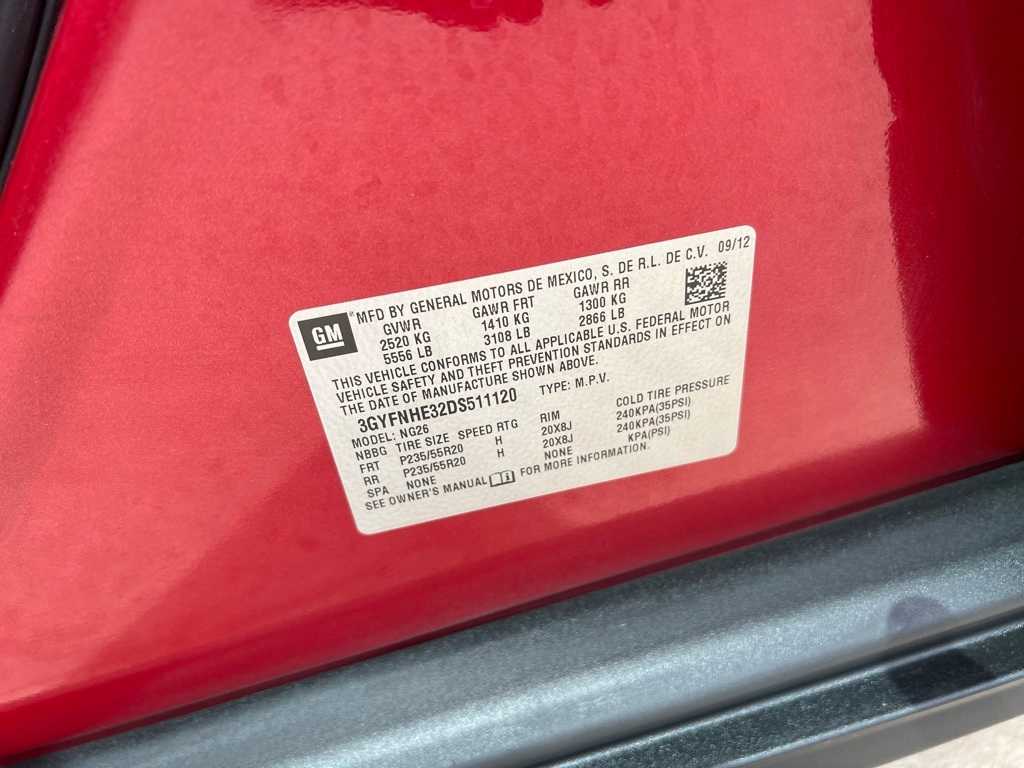 GM
® MFD BY GENERAL MOTORS DE MEXICO, S. DE R.L. DE C.V. 09/12
GVWR GAWR FRT GAWR RR
2520 KG 1410 KG 1300 KG
5556 LB 3108 LB 2866 LB
THIS VEHICLE CONFORMS TO ALL APPLICABLE U.S. FEDERAL MOTOR
VEHICLE SAFETY AND THEFT PREVENTION STANDARDS IN EFFECT ON
THE DATE OF MANUFACTURE SHOWN ABOVE.
3GYFNHE32DS511120 TYPE: M.P.V.
MODEL: NG26
NBBG TIRE SIZE SPEED RTG RIM COLD TIRE PRESSURE
FRT P235/55R20 H 20X8J 240KPA(35PSI)
RR P235/55R20 H 20X8J 240KPA(35PSI)
SPA NONE NONE KPA(PSI)
SEE OWNER'S MANUAL FOR MORE INFORMATION.